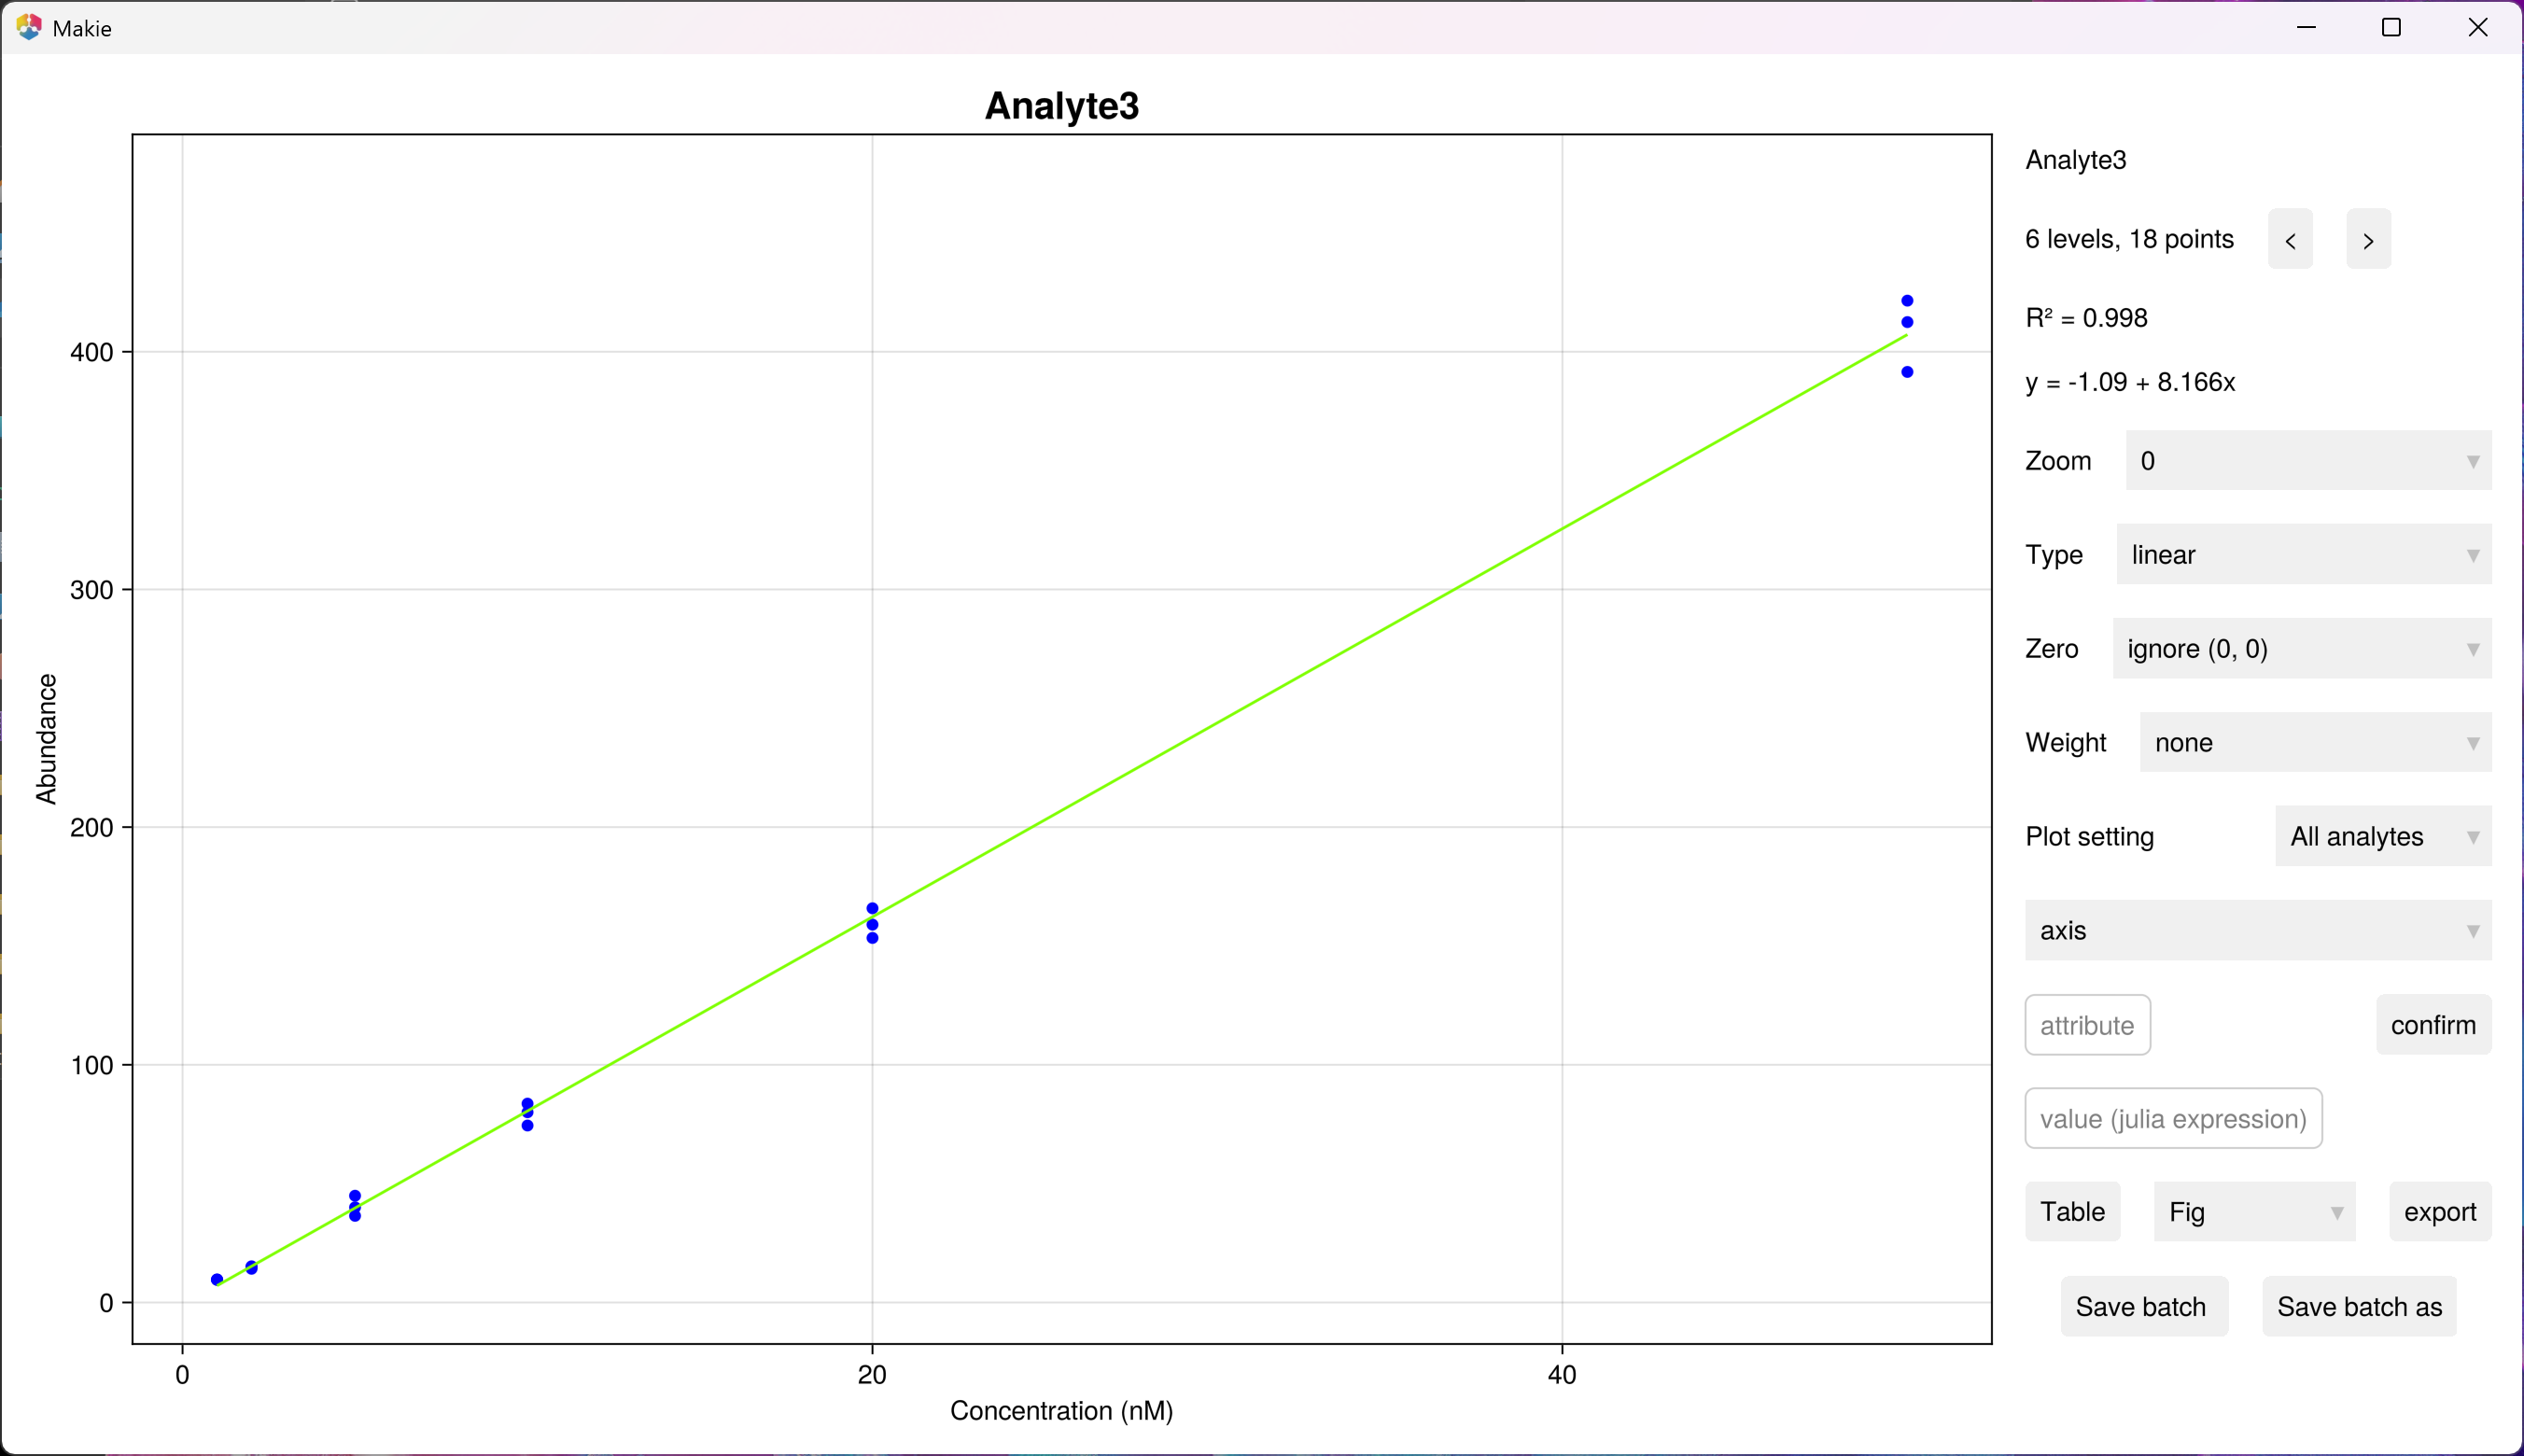 Makie
Analyte3
400
300
200
100
0
Abundance
0
20
40
Concentration (nM)
Analyte3
6 levels, 18 points < >
R² = 0.998
y = -1.09 + 8.166x
Zoom 0
Type linear
Zero ignore (0, 0)
Weight none
Plot setting All analytes
axis
attribute confirm
value (julia expression)
Table Fig export
Save batch Save batch as